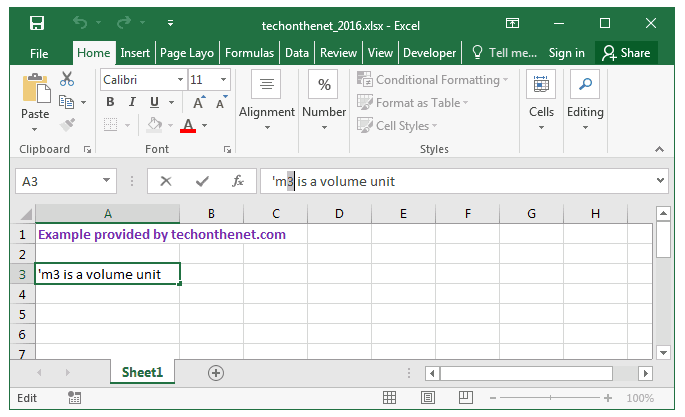 techonthenet_2016.xlsx - Excel
File Home Insert Page Layo Formulas Data Review View Developer Tell me... Sign in Share
Paste
Clipboard
Calibri 11
B I U A A
A
Font
Alignment
%
Number
Conditional Formatting
Format as Table
Cell Styles
Styles
Cells
Editing
A3 fx 'm3 is a volume unit
A B C D E F G H
1 Example provided by techonthenet.com
2
3 'm3 is a volume unit
4
5
6
7
Sheet1
Edit 100%